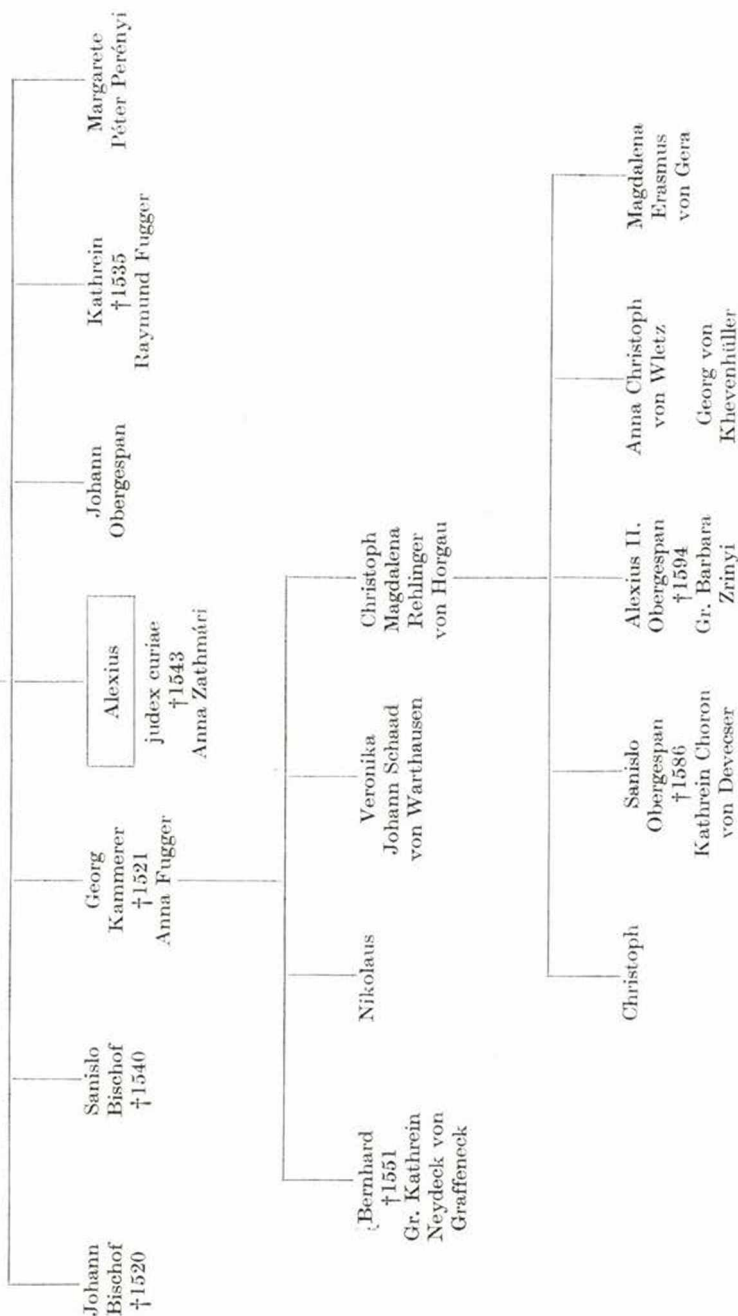 Johann
Bischof
†1520
Sanislo
Bischof
†1540
Georg
Kammerer
†1521
Anna Fugger
Alexius
judex curiae
†1543
Anna Zathmári
Johann
Obergespan
Kathrein
†1535
Raymund Fugger
Margarete
Péter Perényi
Bernhard
†1551
Gr. Kathrein
Neydeck von
Graffeneck
Nikolaus
Veronika
Johann Schaad
von Warthausen
Christoph
Magdalena
Rehlinger
von Horgau
Christoph
Sanislo
Obergespan
†1586
Kathrein Choron
von Devecser
Alexius II.
Obergespan
†1594
Gr. Barbara
Zrinyi
Anna Christoph
von Wletz
Georg von
Khevenhüller
Magdalena
Erasmus
von Gera